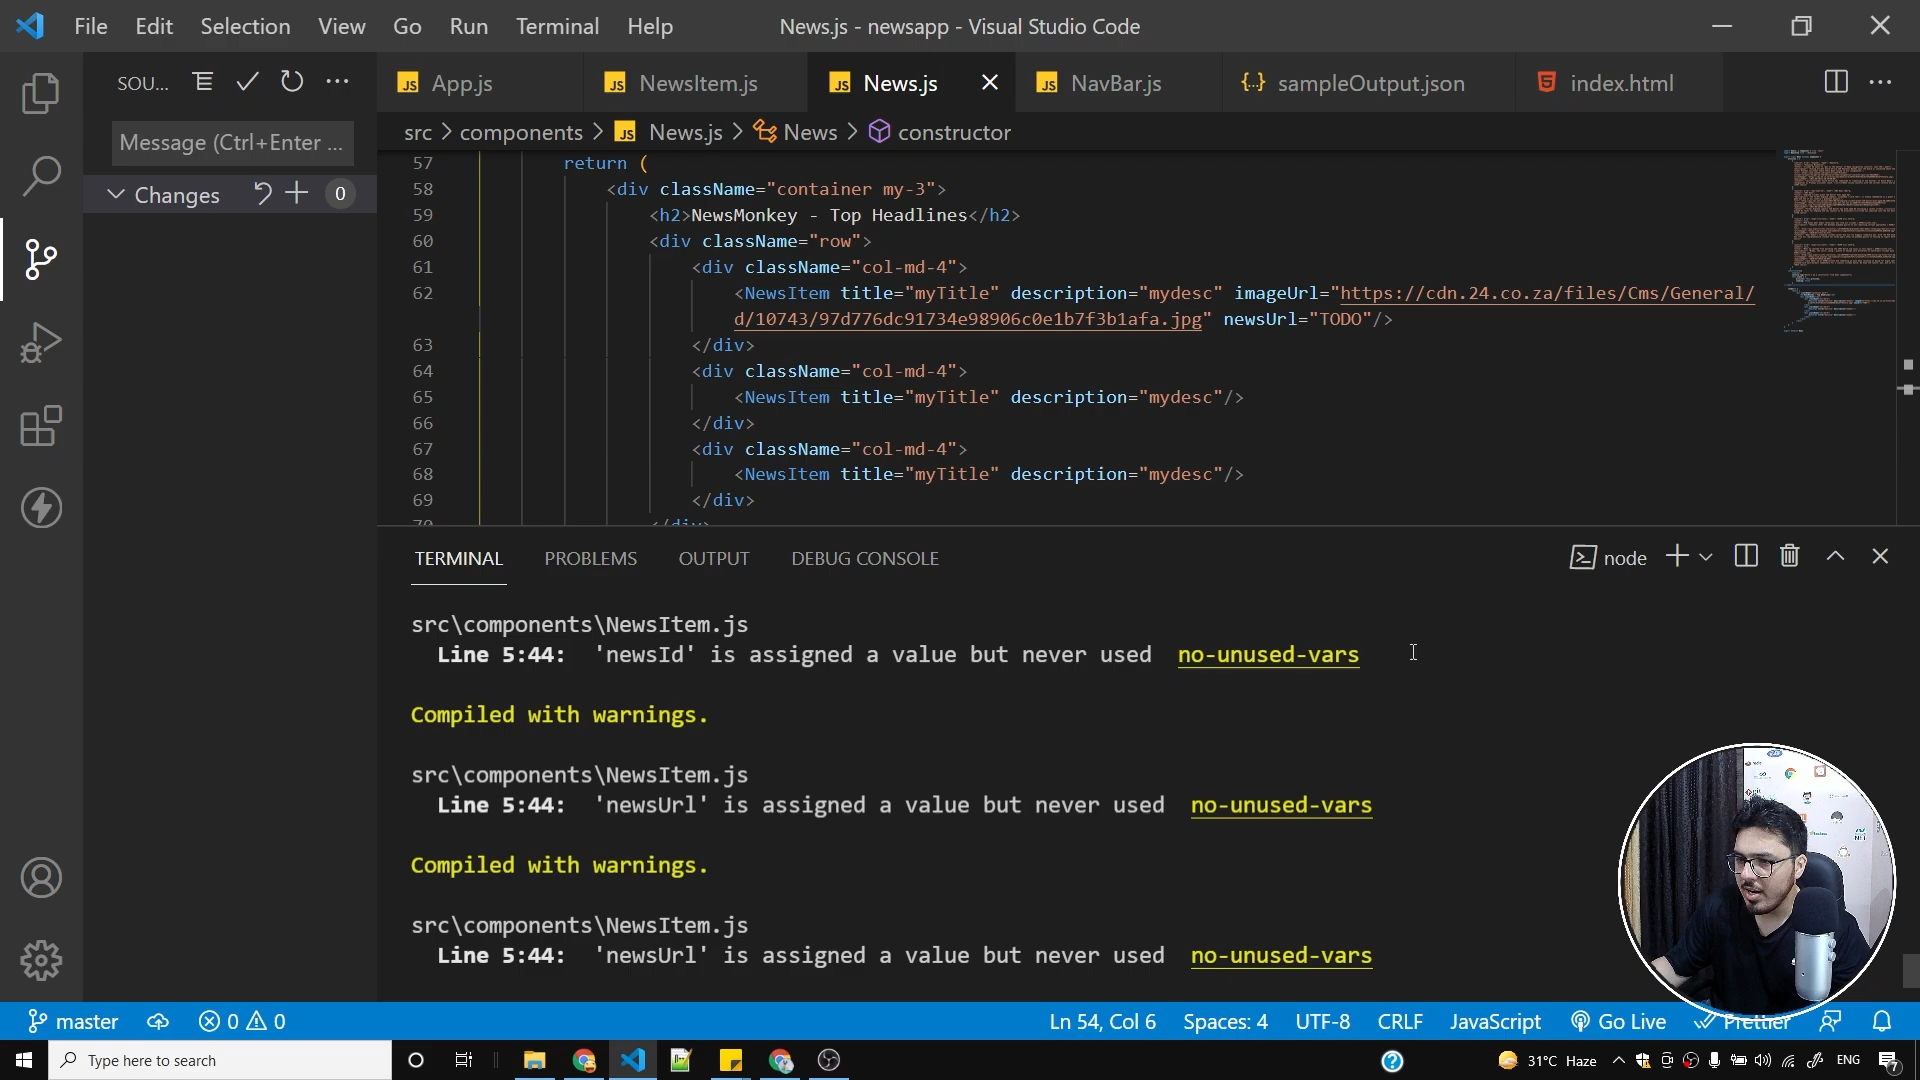 File Edit Selection View Go Run Terminal Help
News.js - newsapp - Visual Studio Code
SOU...
Message (Ctrl+Enter ...
Changes 0
App.js NewsItem.js News.js NavBar.js sampleOutput.json index.html
src > components > News.js > News > constructor
57 return (
58 <div className="container my-3">
59 <h2>NewsMonkey - Top Headlines</h2>
60 <div className="row">
61 <div className="col-md-4">
62 <NewsItem title="myTitle" description="mydesc" imageUrl="https://cdn.24.co.za/files/Cms/General/
d/10743/97d776dc91734e98906c0e1b7f3b1afa.jpg" newsUrl="TODO"/>
63 </div>
64 <div className="col-md-4">
65 <NewsItem title="myTitle" description="mydesc"/>
66 </div>
67 <div className="col-md-4">
68 <NewsItem title="myTitle" description="mydesc"/>
69 </div>
70 </div>
TERMINAL PROBLEMS OUTPUT DEBUG CONSOLE node
src\components\NewsItem.js
Line 5:44: 'newsId' is assigned a value but never used no-unused-vars
Compiled with warnings.
src\components\NewsItem.js
Line 5:44: 'newsUrl' is assigned a value but never used no-unused-vars
Compiled with warnings.
src\components\NewsItem.js
Line 5:44: 'newsUrl' is assigned a value but never used no-unused-vars
master 0 0 Ln 54, Col 6 Spaces: 4 UTF-8 CRLF JavaScript Go Live Prettier
Type here to search
31°C Haze ENG 7